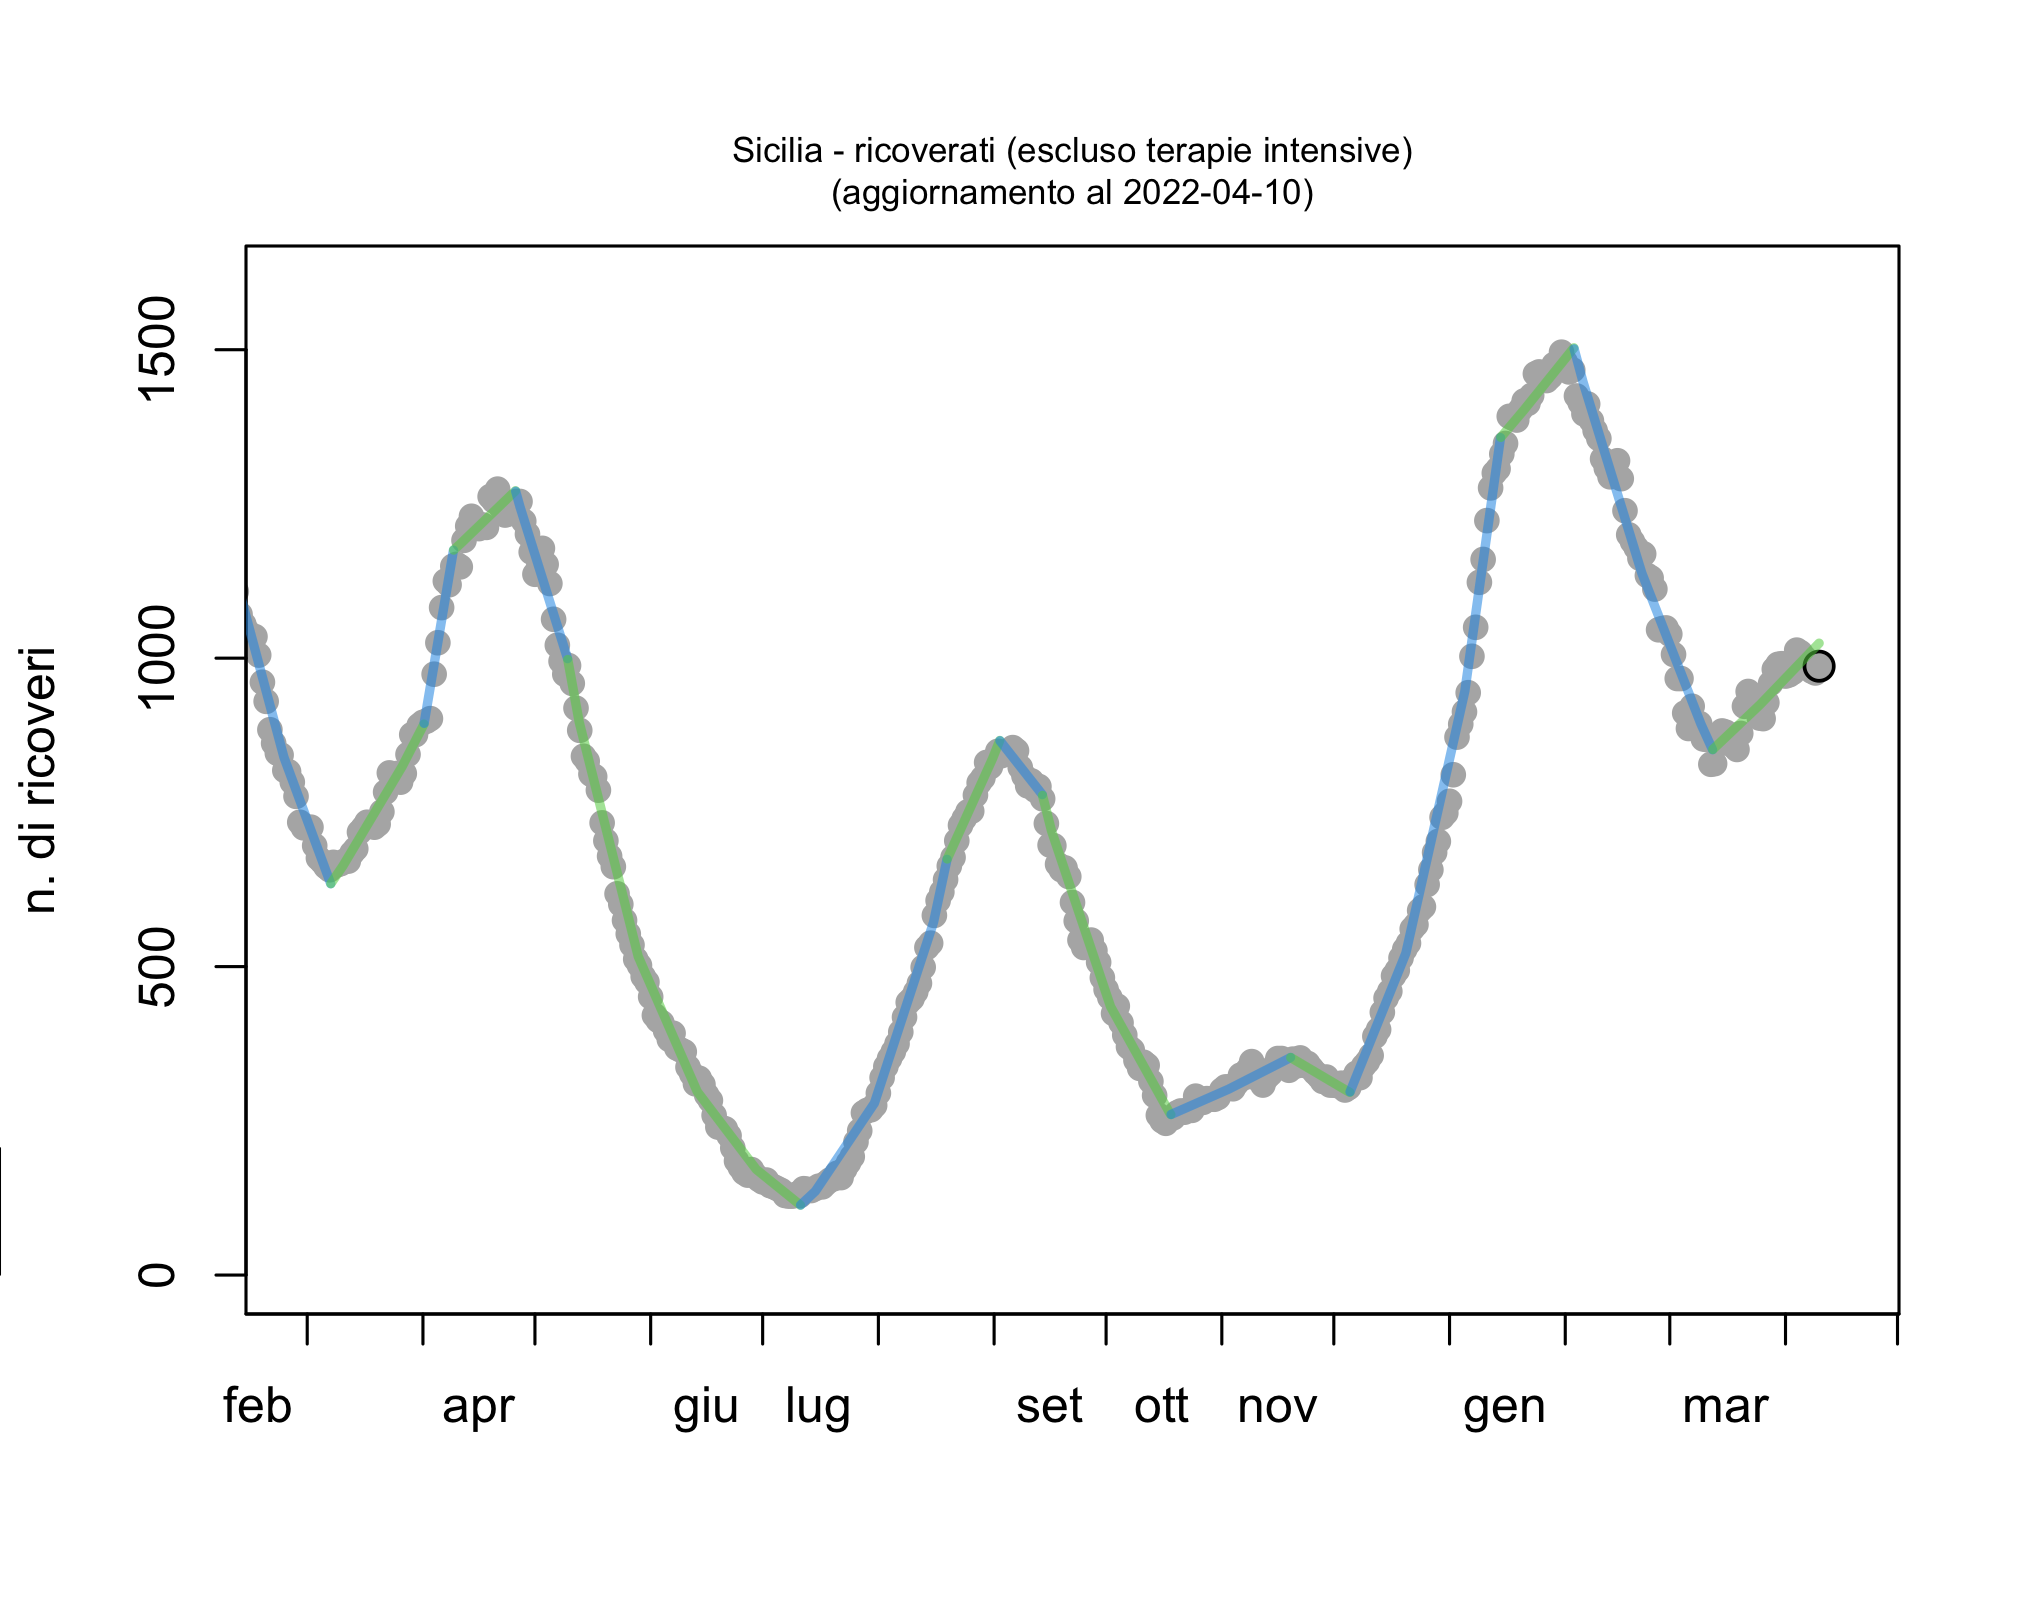 Sicilia - ricoverati (escluso terapie intensive)
(aggiornamento al 2022-04-10)
n. di ricoveri
1500
1000
500
0
feb apr giu lug set ott nov gen mar